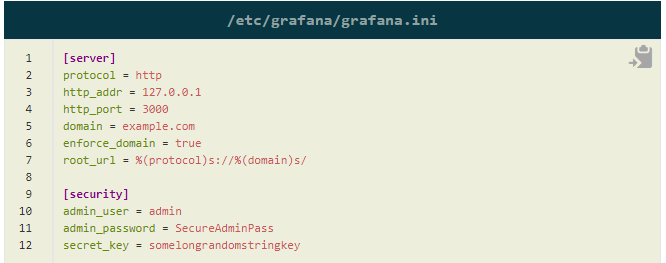 /etc/grafana/grafana.ini
1 [server]
2 protocol = http
3 http_addr = 127.0.0.1
4 http_port = 3000
5 domain = example.com
6 enforce_domain = true
7 root_url = %(protocol)s://%(domain)s/
8
9 [security]
10 admin_user = admin
11 admin_password = SecureAdminPass
12 secret_key = somelongrandomstringkey